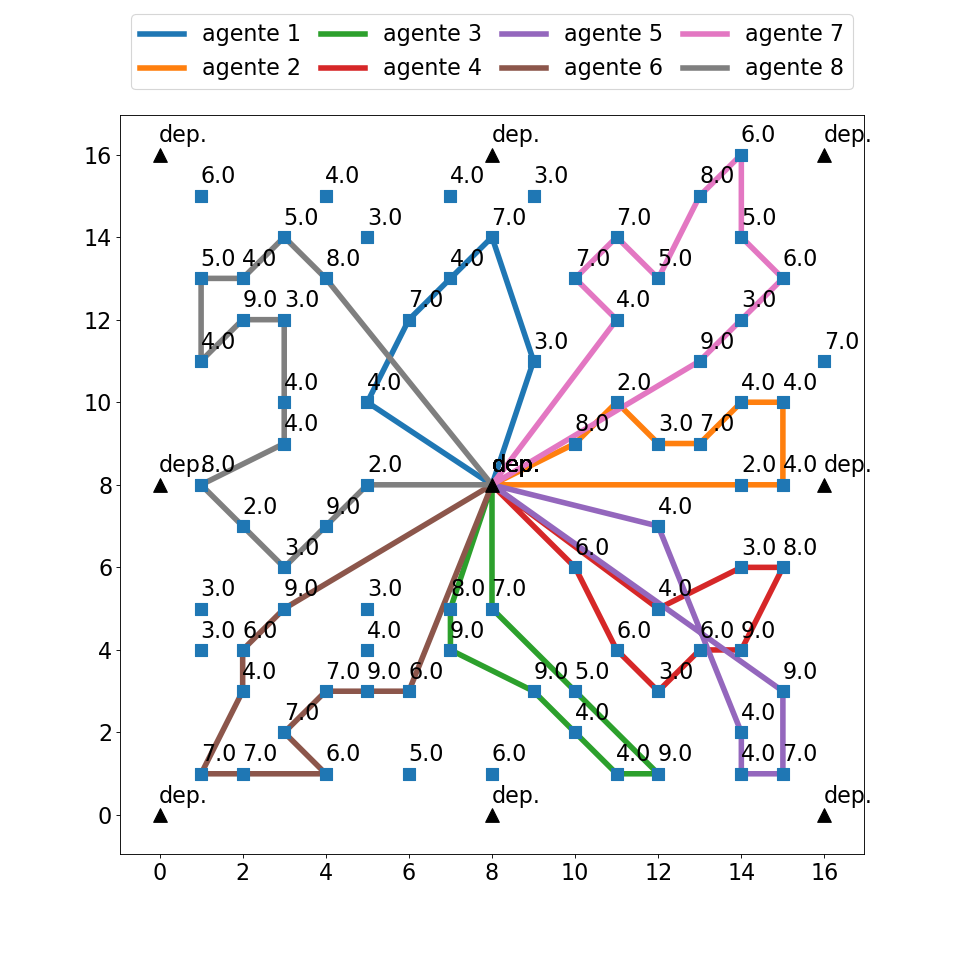 agente 1 agente 3 agente 5 agente 7
agente 2 agente 4 agente 6 agente 8
dep. dep. 6.0 dep.
16
6.0 4.0 4.0 3.0 8.0
5.0 3.0 7.0 7.0 5.0
14
5.0 4.0 8.0 4.0 7.0 5.0 6.0
9.0 3.0 7.0 4.0 3.0
12
4.0 3.0 9.0 7.0
4.0 4.0 2.0 4.0 4.0
10
4.0 8.0 3.0 7.0
dep. 8.0 2.0 dep. 2.0 4.0 dep.
8
2.0 9.0 4.0
3.0 6.0 3.0 8.0
6
3.0 9.0 3.0 8.0 7.0 4.0
3.0 6.0 4.0 9.0 6.0 6.0 9.0
4
4.0 7.0 9.0 6.0 9.0 5.0 3.0 9.0
7.0 4.0 4.0
2
7.0 7.0 6.0 5.0 6.0 4.0 9.0 4.0 7.0
dep. dep. dep.
0
0 2 4 6 8 10 12 14 16